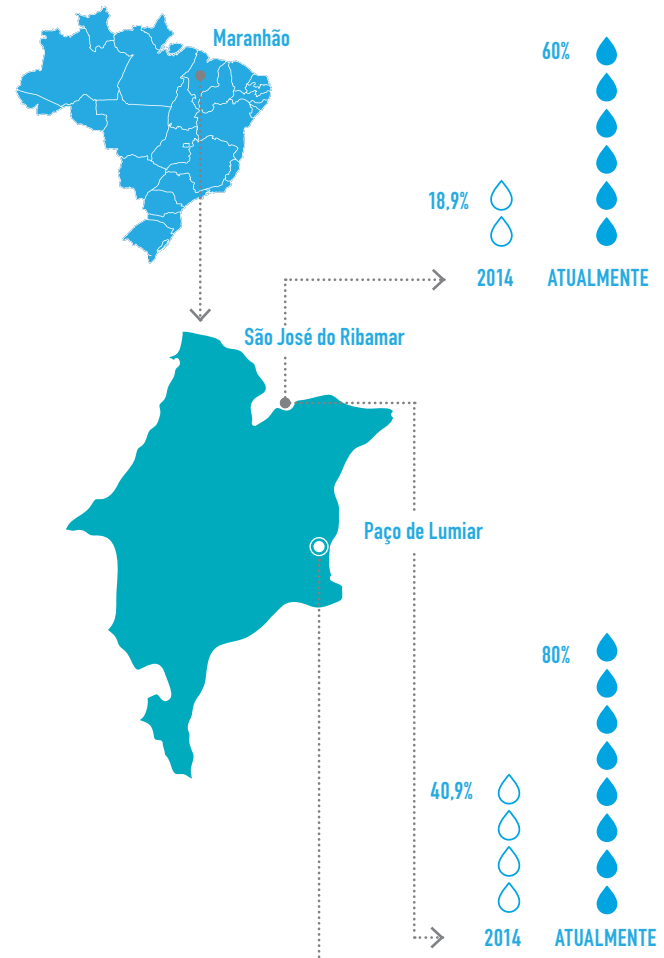 Maranhão
60%
18,9%
2014 ATUALMENTE
São José do Ribamar
Paço de Lumiar
80%
40,9%
2014 ATUALMENTE